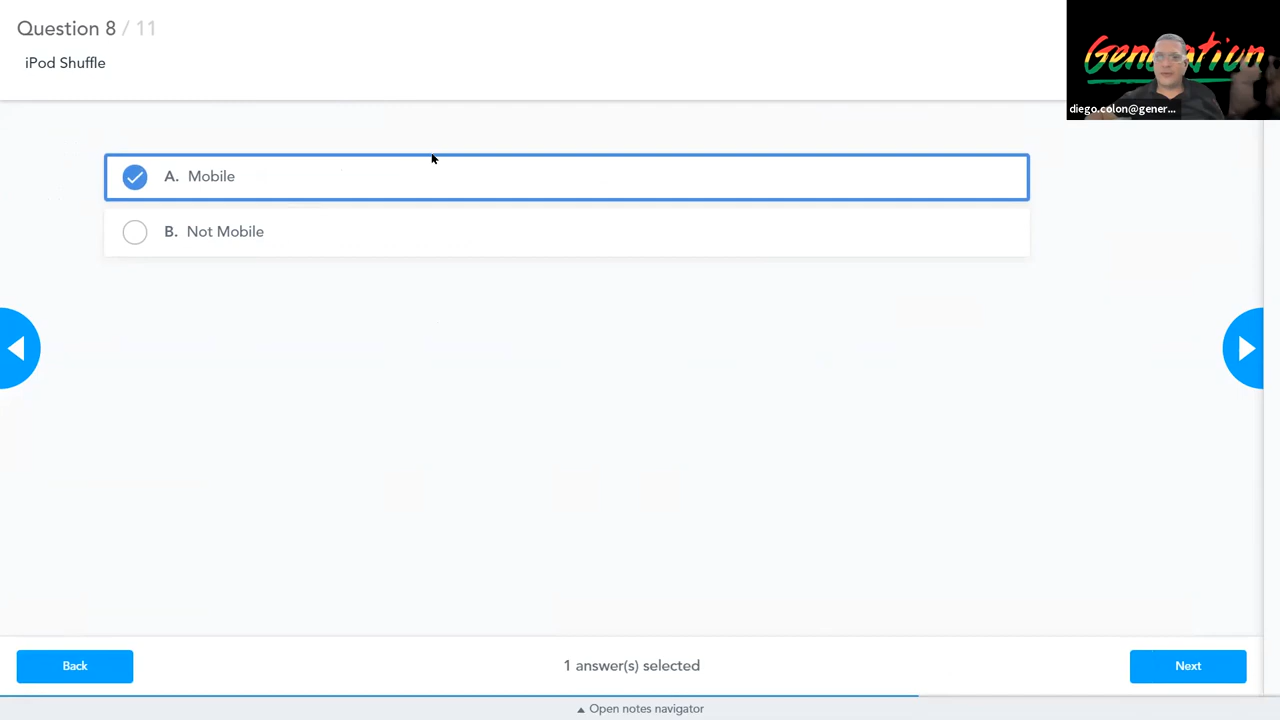 Question 8 / 11
iPod Shuffle
Generation
diego.colon@gener...
A. Mobile
B. Not Mobile
Back
1 answer(s) selected
Next
Open notes navigator